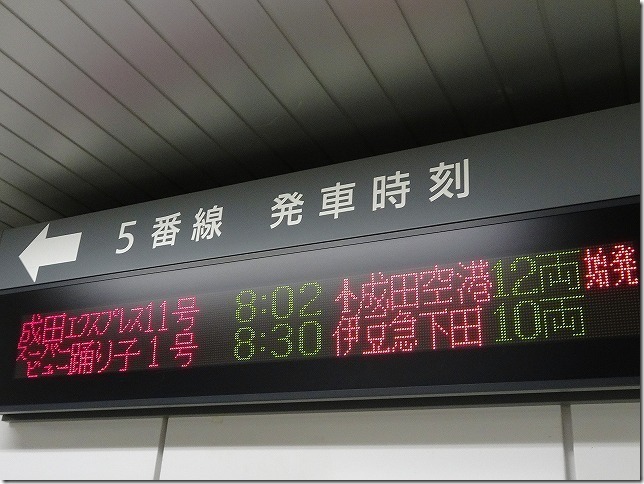 5番線 発車時刻
成田エクスプレス11号 8:02 成田空港 12両 始発
スーパービュー踊り子1号 8:30 伊豆急下田 10両